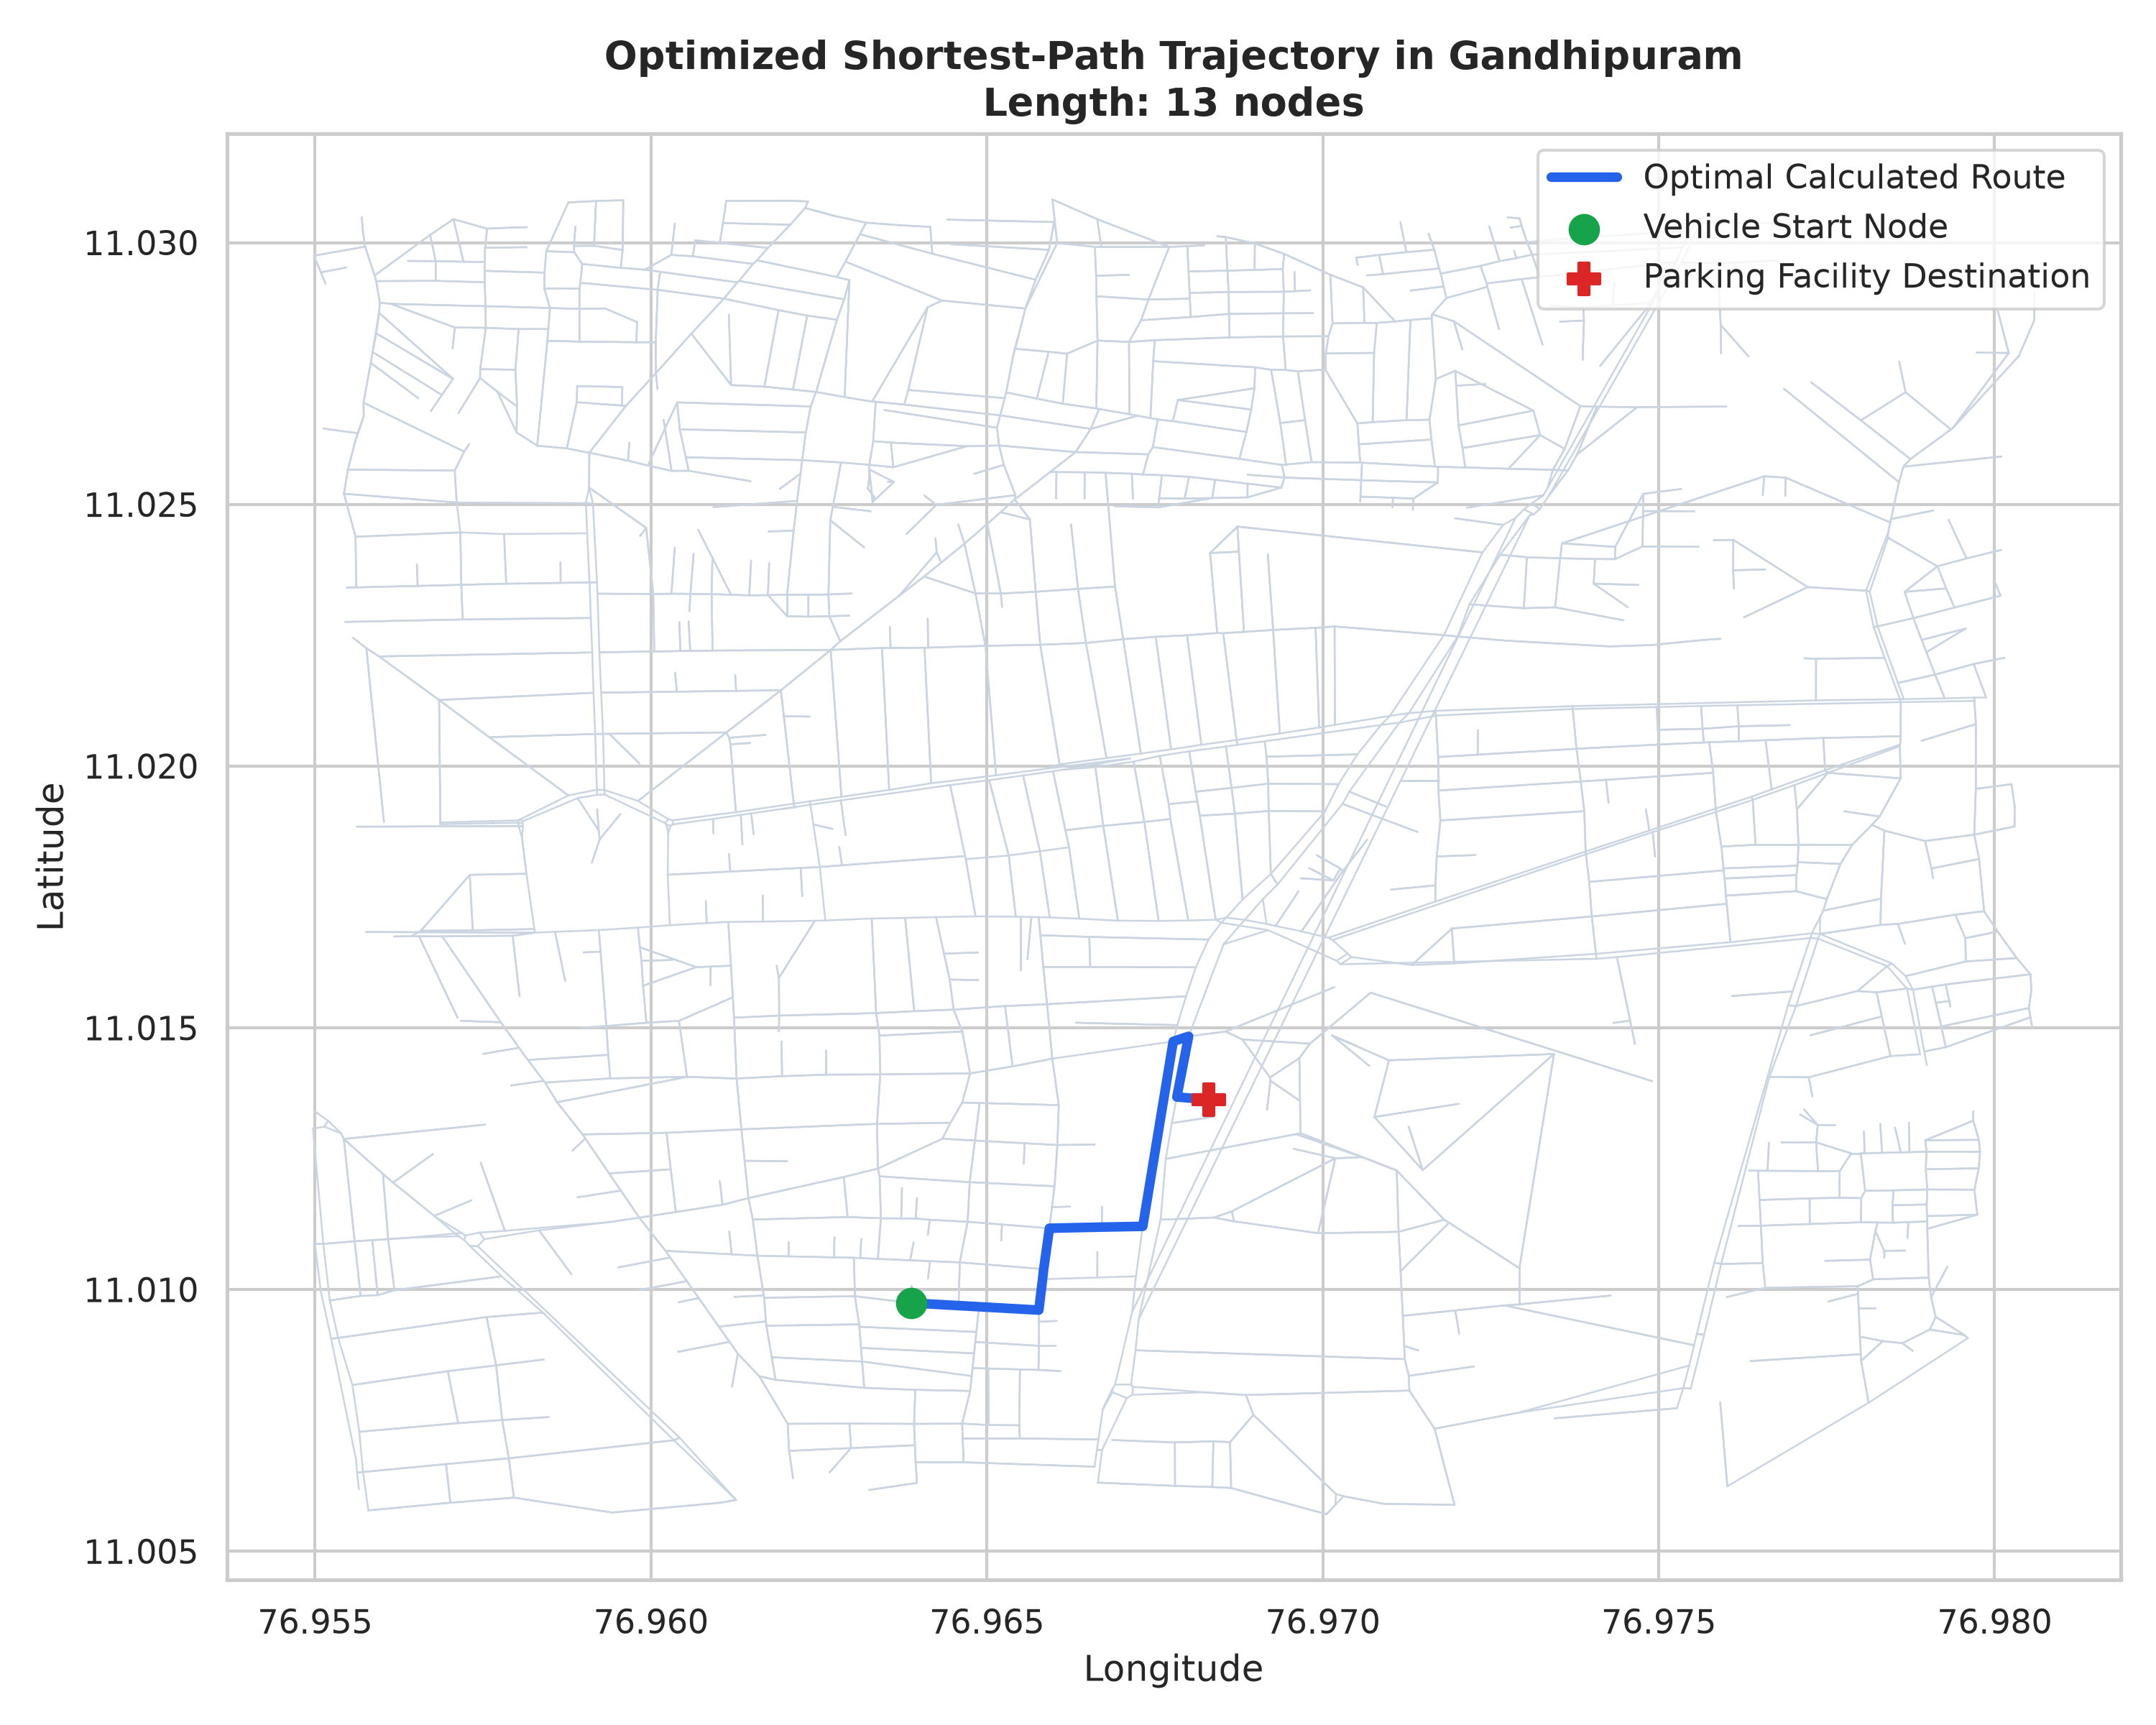 Optimized Shortest-Path Trajectory in Gandhipuram
Length: 13 nodes
Optimal Calculated Route
Vehicle Start Node
Parking Facility Destination
11.030
11.025
11.020
11.015
11.010
11.005
Latitude
76.955
76.960
76.965
76.970
76.975
76.980
Longitude